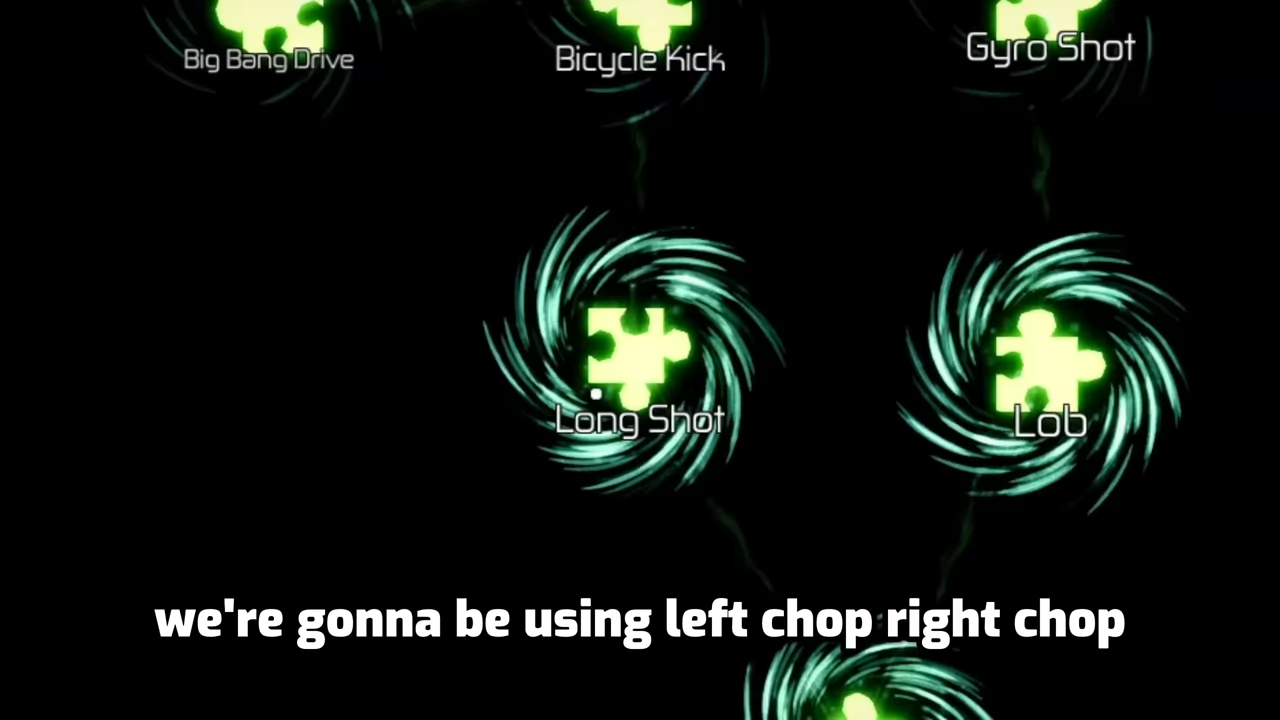 Big Bang Drive
Bicycle Kick
Gyro Shot
Long Shot
Lob
we're gonna be using left chop right chop